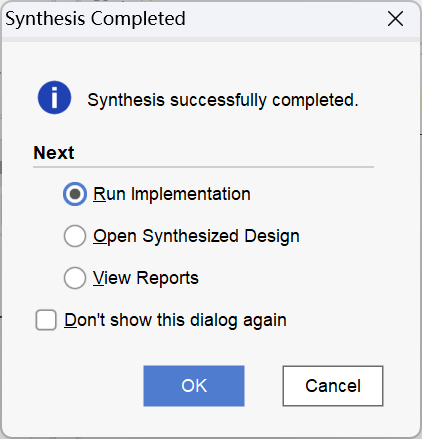 Synthesis Completed
Synthesis successfully completed.
Next
Run Implementation
Open Synthesized Design
View Reports
Don't show this dialog again
OK
Cancel